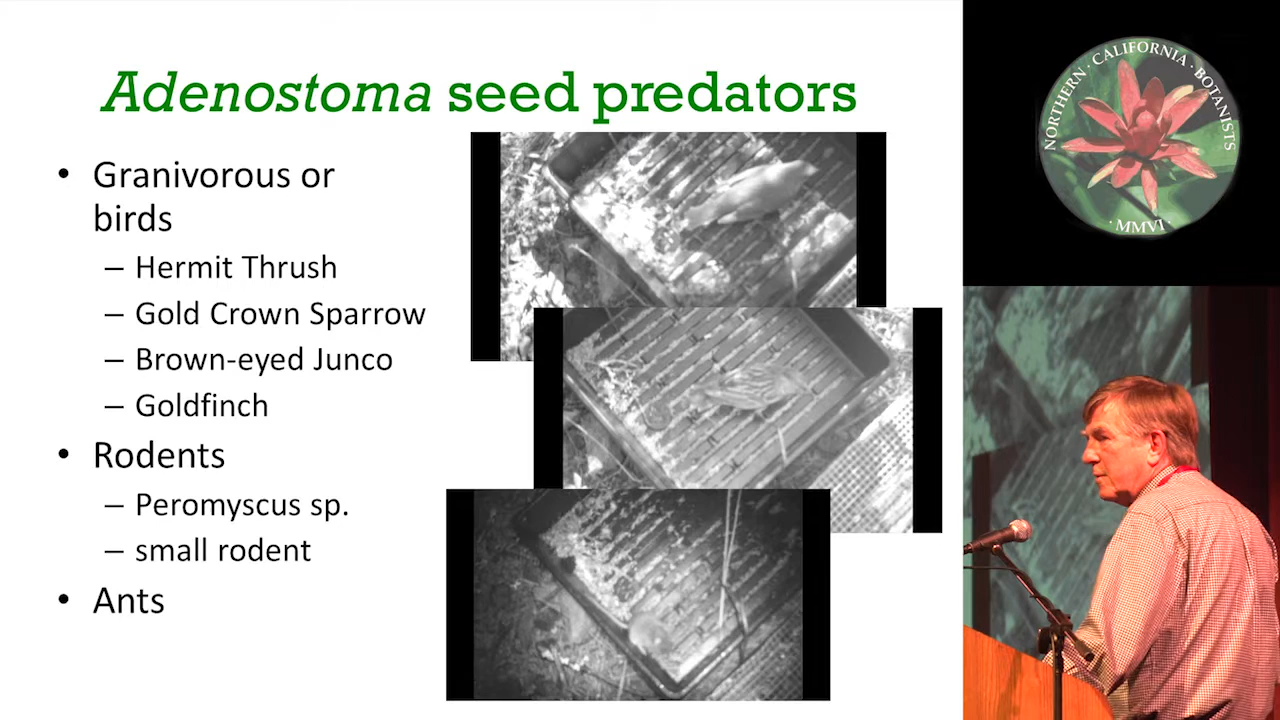 Adenostoma seed predators
• Granivorous or
birds
– Hermit Thrush
– Gold Crown Sparrow
– Brown-eyed Junco
– Goldfinch
• Rodents
– Peromyscus sp.
– small rodent
• Ants
NORTHERN · CALIFORNIA · BOTANISTS
· MMVI ·